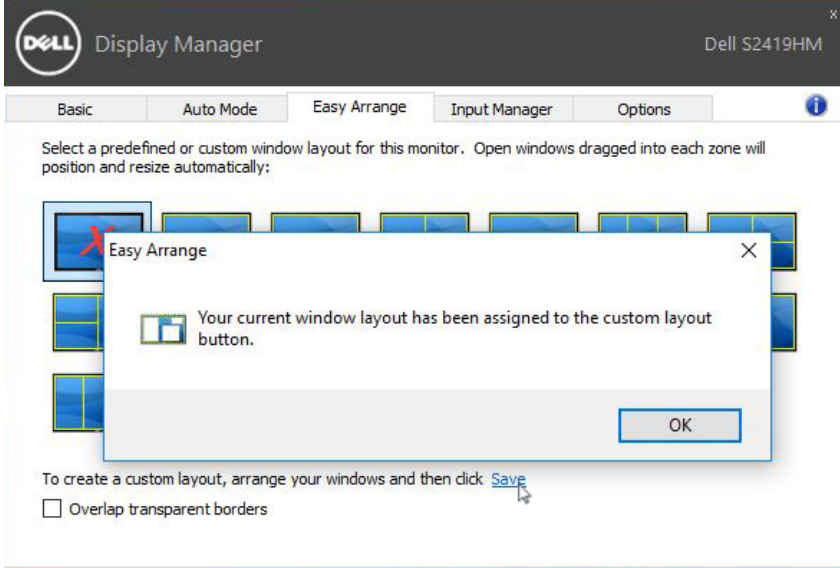 x
DELL
Display Manager
Dell S2419HM
Basic
Auto Mode
Easy Arrange
Input Manager
Options
i
Select a predefined or custom window layout for this monitor. Open windows dragged into each zone will
position and resize automatically:
X
Easy Arrange
Your current window layout has been assigned to the custom layout
button.
OK
To create a custom layout, arrange your windows and then click Save
Overlap transparent borders